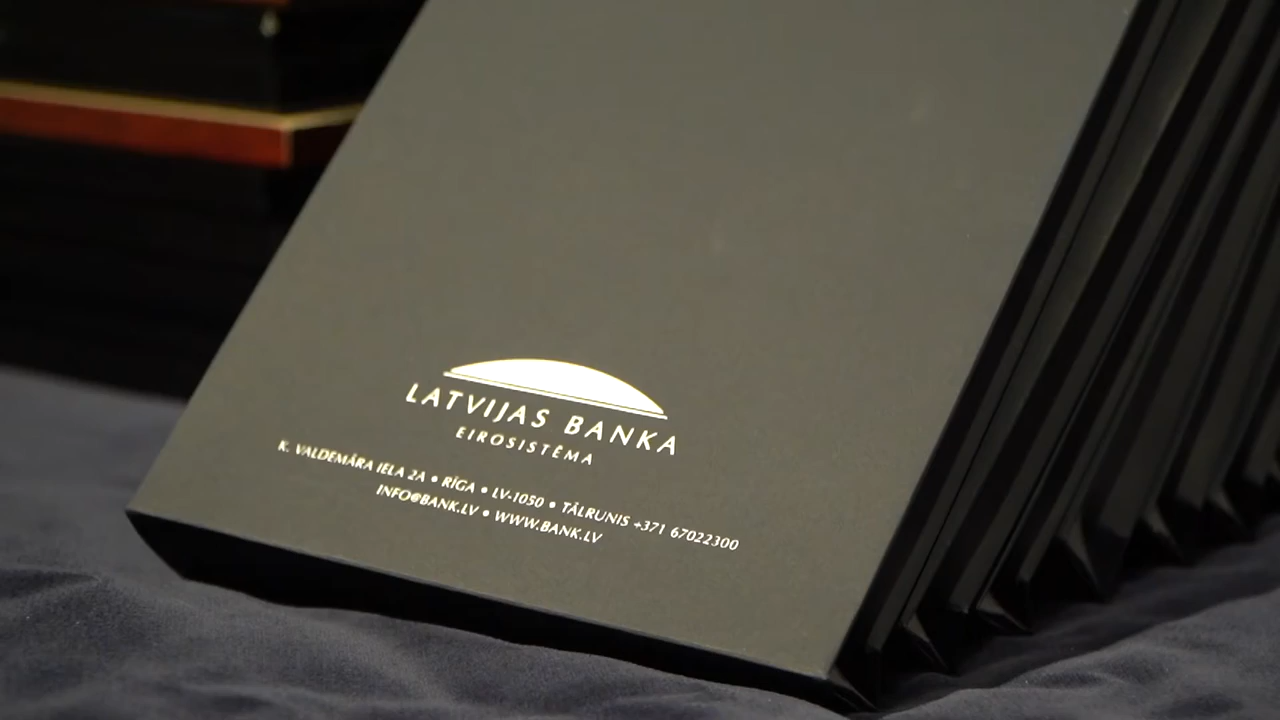 LATVIJAS BANKA
EIROSISTĒMA
K. VALDEMĀRA IELA 2A • RĪGA • LV-1050 • TĀLRUNIS +371 67022300
INFO@BANK.LV • WWW.BANK.LV